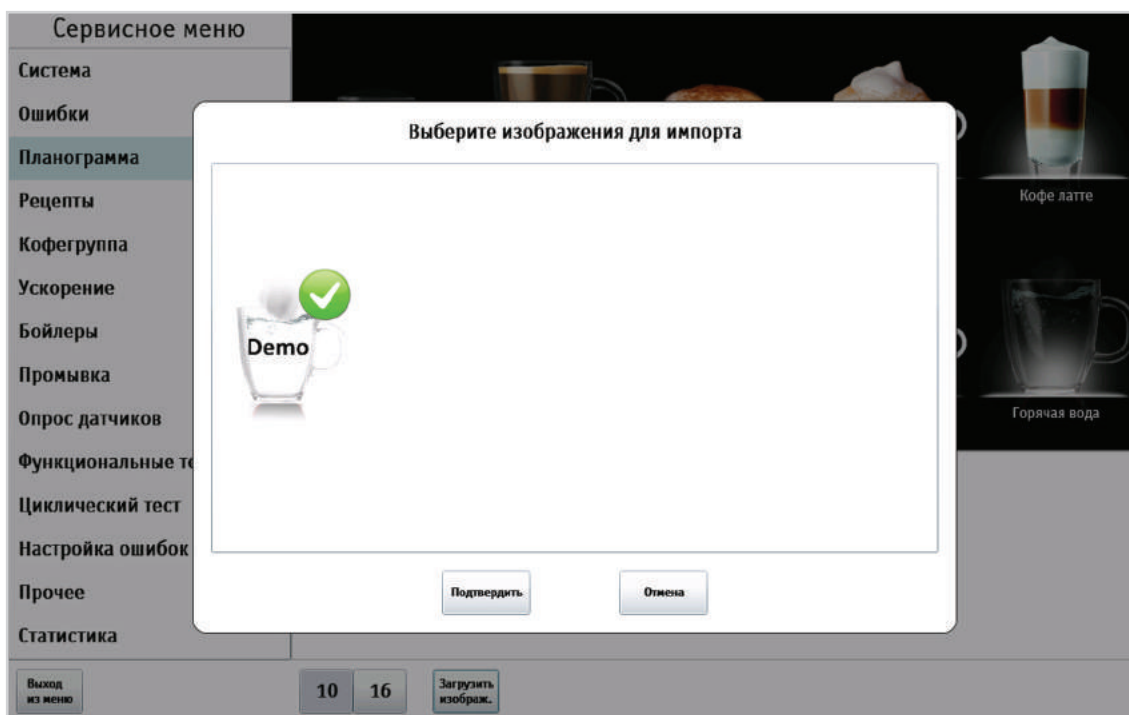 Сервисное меню
Система
Ошибки
Планограмма
Рецепты
Кофегруппа
Ускорение
Бойлеры
Промывка
Опрос датчиков
Функциональные
Циклический тест
Настройка ошибок
Прочее
Статистика
Выберите изображения для импорта
Demo
Подтвердить
Отмена
Кофе латте
Горячая вода
Выход
из меню
10
16
Загрузить
изображ.